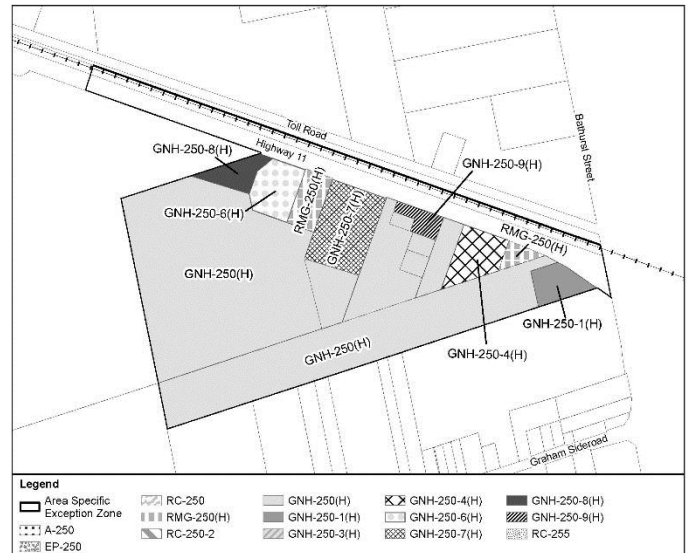 Toll Road
Bathurst Street
Highway 11
GNH-250-8(H)
GNH-250-9(H)
RMG-250(H)
GNH-250-6(H)
GNH-250-7(H)
RMG-250(H)
GNH-250(H)
GNH-250-1(H)
GNH-250-4(H)
GNH-250(H)
Graham Sideroad
Legend
Area Specific
Exception Zone
A-250
EP-250
RC-250
RMG-250(H)
RC-250-2
GNH-250(H)
GNH-250-1(H)
GNH-250-3(H)
GNH-250-4(H)
GNH-250-6(H)
GNH-250-7(H)
GNH-250-8(H)
GNH-250-9(H)
RC-255